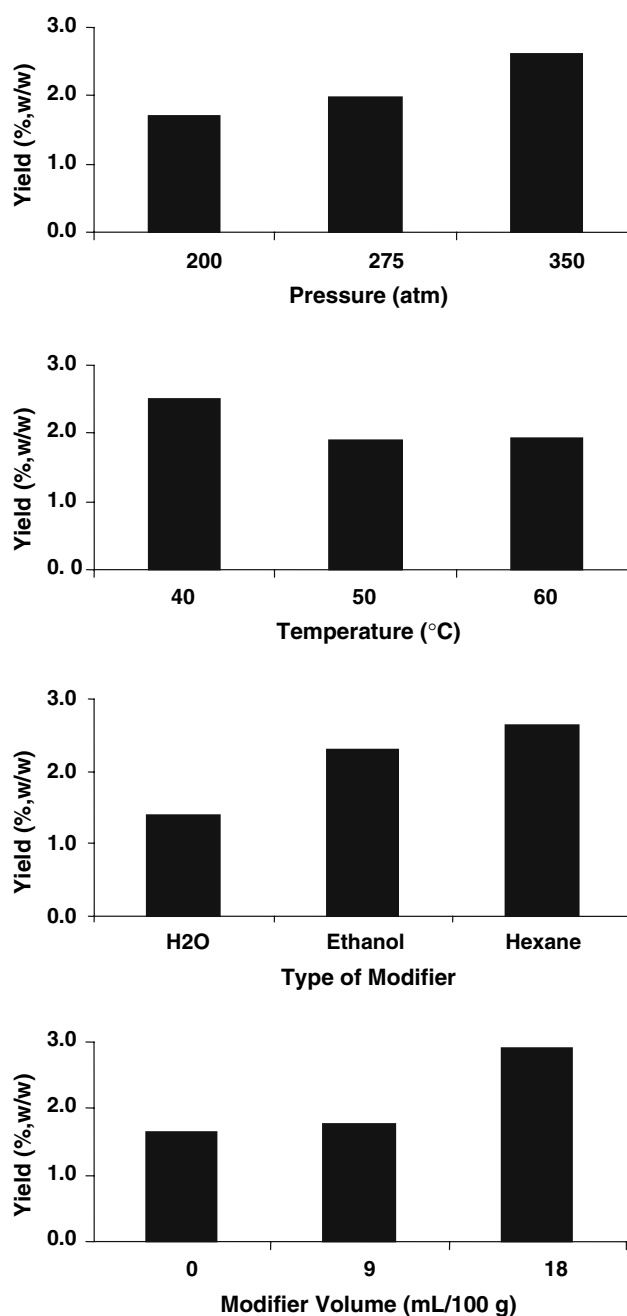 Yield (%,w/w)
3.0
2.0
1.0
0.0
200 275 350
Pressure (atm)
Yield (%,w/w)
3.0
2.0
1.0
0. 0
40 50 60
Temperature (°C)
Yield (%,w/w)
3.0
2.0
1.0
0.0
H2O Ethanol Hexane
Type of Modifier
Yield (%,w/w)
3.0
2.0
1.0
0.0
0 9 18
Modifier Volume (mL/100 g)